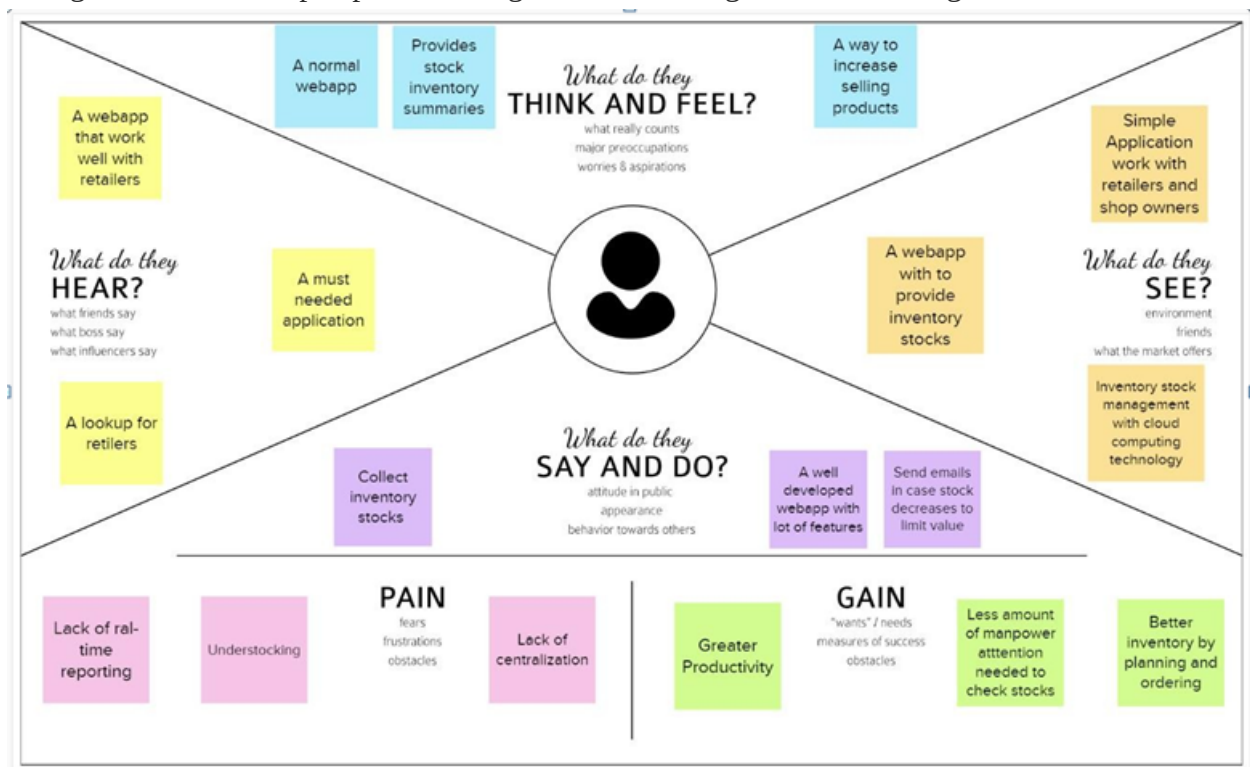 A normal
webapp
Provides
stock
inventory
summaries
What do they
THINK AND FEEL?
what really counts
major preoccupations
worries & aspirations
A way to
increase
selling
products
A webapp
that work
well with
retailers
What do they
HEAR?
what friends say
what boss say
what influencers say
A must
needed
application
A lookup for
retilers
Simple
Application
work with
retailers and
shop owners
A webapp
with to
provide
inventory
stocks
What do they
SEE?
environment
friends
what the market offers
Inventory stock
management
with cloud
computing
technology
Collect
inventory
stocks
What do they
SAY AND DO?
attitude in public
appearance
behavior towards others
A well
developed
webapp with
lot of features
Send emails
in case stock
decreases to
limit value
Lack of ral-
time
reporting
Understocking
PAIN
fears
frustrations
obstacles
Lack of
centralization
Greater
Productivity
GAIN
"wants" / needs
measures of success
obstacles
Less amount
of manpower
atttention
needed to
check stocks
Better
inventory by
planning and
ordering